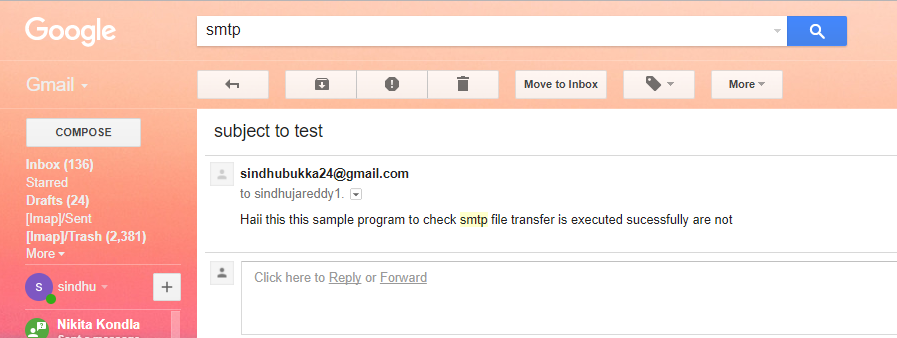 Google
smtp
Gmail
Move to Inbox
More
COMPOSE
subject to test
Inbox (136)
Starred
Drafts (24)
[Imap]/Sent
[Imap]/Trash (2,381)
More
sindhubukka24@gmail.com
to sindhujareddy1.
Haii this this sample program to check smtp file transfer is executed sucessfully are not
S
sindhu
+
Click here to Reply or Forward
Nikita Kondla
Sent a message